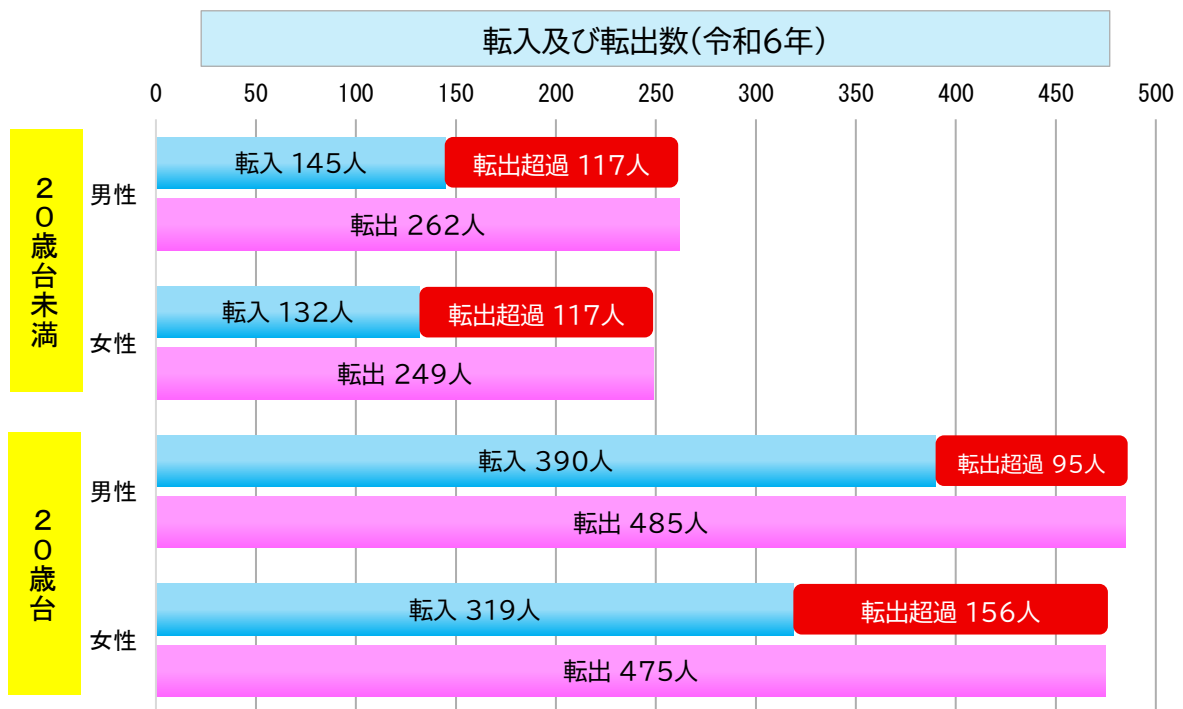 転入及び転出数(令和6年)
0 50 100 150 200 250 300 350 400 450 500
20歳台未満
男性
転入 145人
転出超過 117人
転出 262人
女性
転入 132人
転出超過 117人
転出 249人
20歳台
男性
転入 390人
転出超過 95人
転出 485人
女性
転入 319人
転出超過 156人
転出 475人